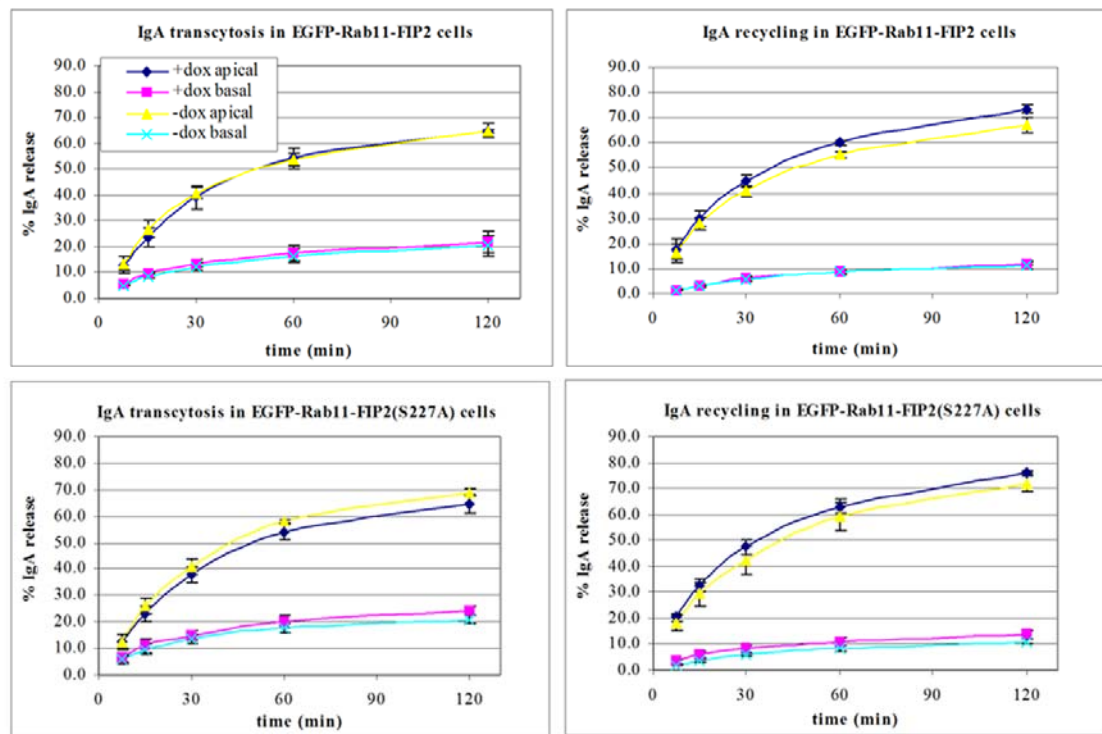 IgA transcytosis in EGFP-Rab11-FIP2 cells
% IgA release
90.0
80.0
70.0
60.0
50.0
40.0
30.0
20.0
10.0
0.0
+dox apical
+dox basal
-dox apical
-dox basal
0 30 60 90 120
time (min)
IgA recycling in EGFP-Rab11-FIP2 cells
% IgA release
90.0
80.0
70.0
60.0
50.0
40.0
30.0
20.0
10.0
0.0
0 30 60 90 120
time (min)
IgA transcytosis in EGFP-Rab11-FIP2(S227A) cells
% IgA release
90.0
80.0
70.0
60.0
50.0
40.0
30.0
20.0
10.0
0.0
0 30 60 90 120
time (min)
IgA recycling in EGFP-Rab11-FIP2(S227A) cells
% IgA release
90.0
80.0
70.0
60.0
50.0
40.0
30.0
20.0
10.0
0.0
0 30 60 90 120
time (min)